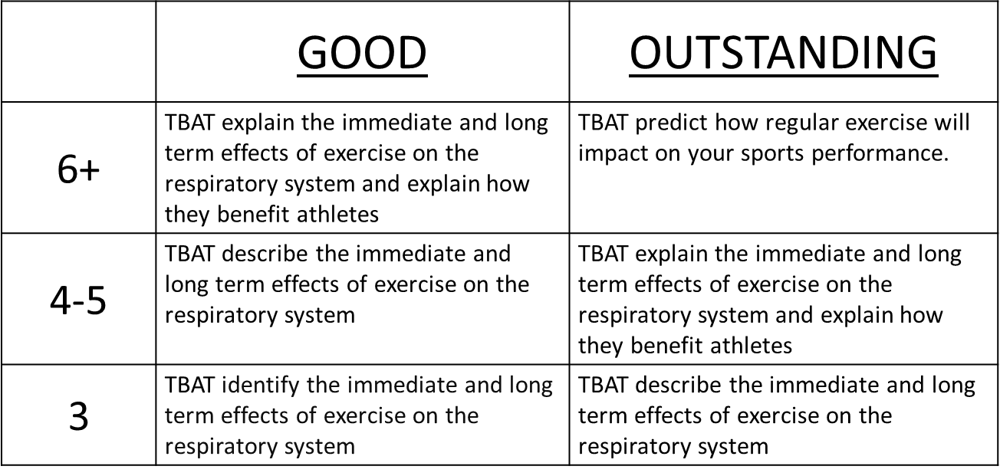 GOOD
OUTSTANDING
6+
TBAT explain the immediate and long
term effects of exercise on the
respiratory system and explain how
they benefit athletes
TBAT predict how regular exercise will
impact on your sports performance.
4-5
TBAT describe the immediate and
long term effects of exercise on the
respiratory system
TBAT explain the immediate and long
term effects of exercise on the
respiratory system and explain how
they benefit athletes
3
TBAT identify the immediate and long
term effects of exercise on the
respiratory system
TBAT describe the immediate and long
term effects of exercise on the
respiratory system